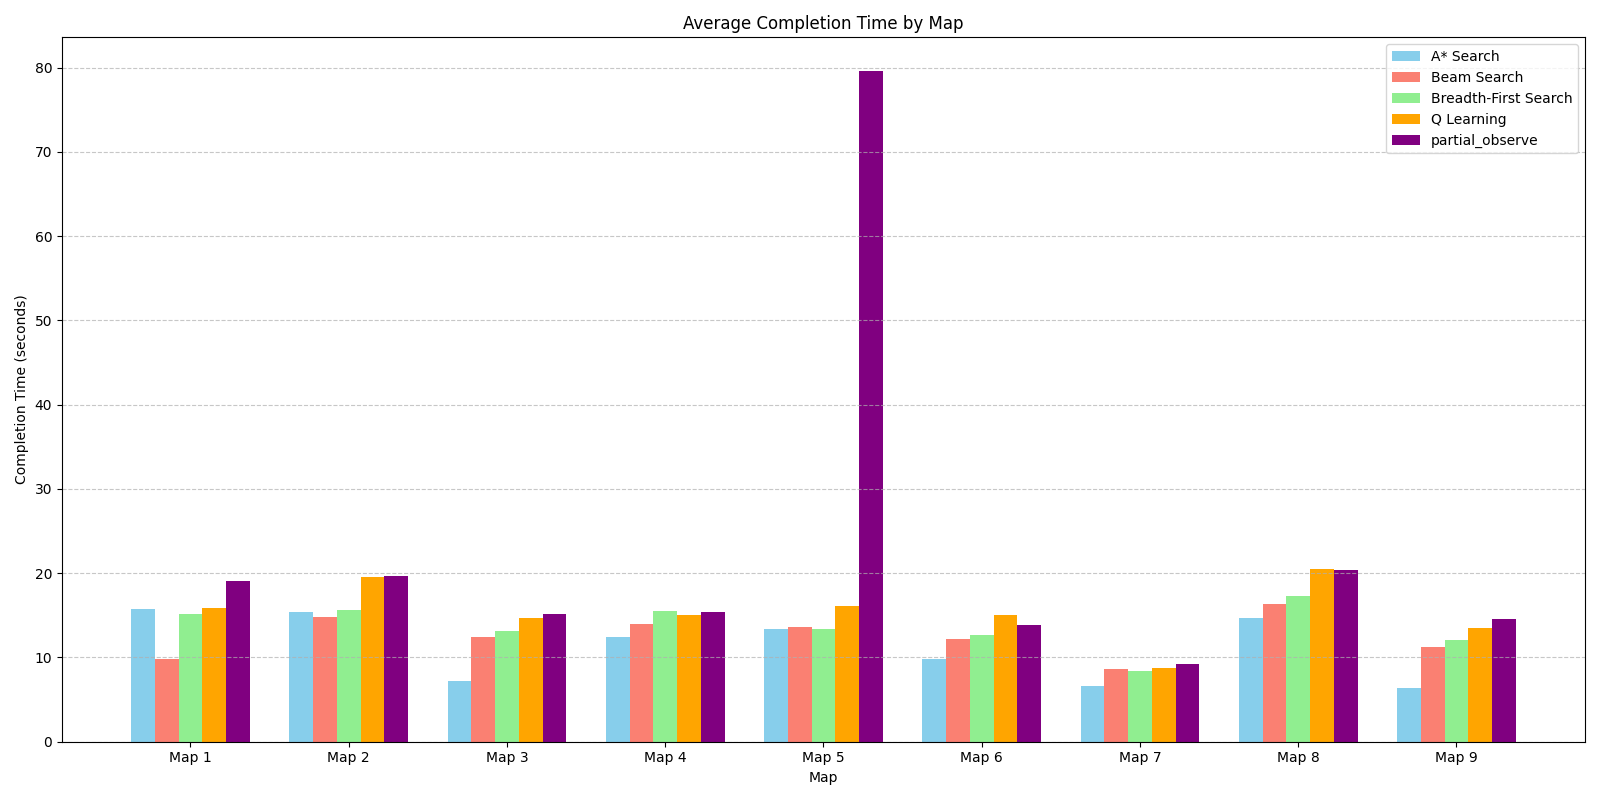 Average Completion Time by Map
A* Search
Beam Search
Breadth-First Search
Q Learning
partial_observe
Completion Time (seconds)
80
70
60
50
40
30
20
10
0
Map 1 Map 2 Map 3 Map 4 Map 5 Map 6 Map 7 Map 8 Map 9
Map